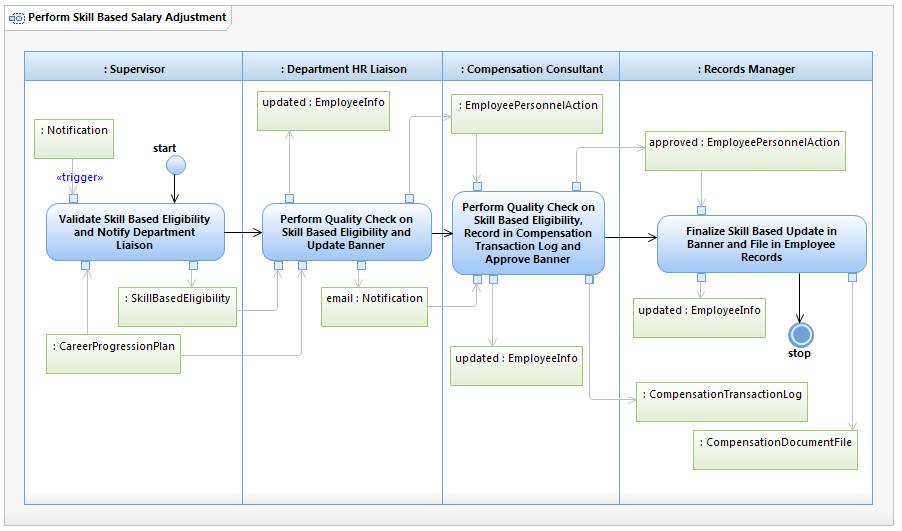 Perform Skill Based Salary Adjustment
: Supervisor
: Department HR Liaison
: Compensation Consultant
: Records Manager
: Notification
«trigger»
start
Validate Skill Based Eligibility
and Notify Department
Liaison
: SkillBasedEligibility
: CareerProgressionPlan
updated : EmployeeInfo
Perform Quality Check on
Skill Based Eligibility and
Update Banner
email : Notification
: EmployeePersonnelAction
Perform Quality Check on
Skill Based Eligibility,
Record in Compensation
Transaction Log and
Approve Banner
updated : EmployeeInfo
approved : EmployeePersonnelAction
Finalize Skill Based Update in
Banner and File in Employee
Records
updated : EmployeeInfo
stop
: CompensationTransactionLog
: CompensationDocumentFile